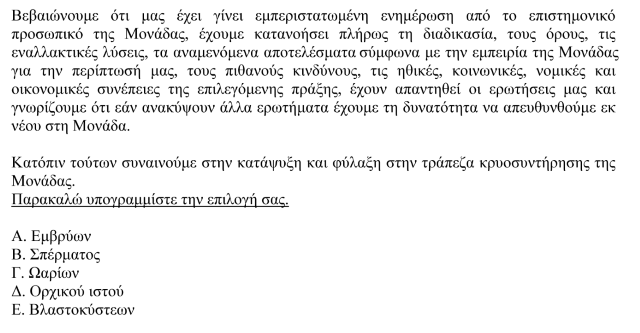 Βεβαιώνουμε ότι μας έχει γίνει εμπεριστατωμένη ενημέρωση από το επιστημονικό
προσωπικό της Μονάδας, έχουμε κατανοήσει πλήρως τη διαδικασία, τους όρους, τις
εναλλακτικές λύσεις, τα αναμενόμενα αποτελέσματα σύμφωνα με την εμπειρία της Μονάδας
για την περίπτωσή μας, τους πιθανούς κινδύνους, τις ηθικές, κοινωνικές, νομικές και
οικονομικές συνέπειες της επιλεγόμενης πράξης, έχουν απαντηθεί οι ερωτήσεις μας και
γνωρίζουμε ότι εάν ανακύψουν άλλα ερωτήματα έχουμε τη δυνατότητα να απευθυνθούμε εκ
νέου στη Μονάδα.
Κατόπιν τούτων συναινούμε στην κατάψυξη και φύλαξη στην τράπεζα κρυοσυντήρησης της
Μονάδας.
Παρακαλώ υπογραμμίστε την επιλογή σας.
Α. Εμβρύων
Β. Σπέρματος
Γ. Ωαρίων
Δ. Ορχικού ιστού
Ε. Βλαστοκύστεων